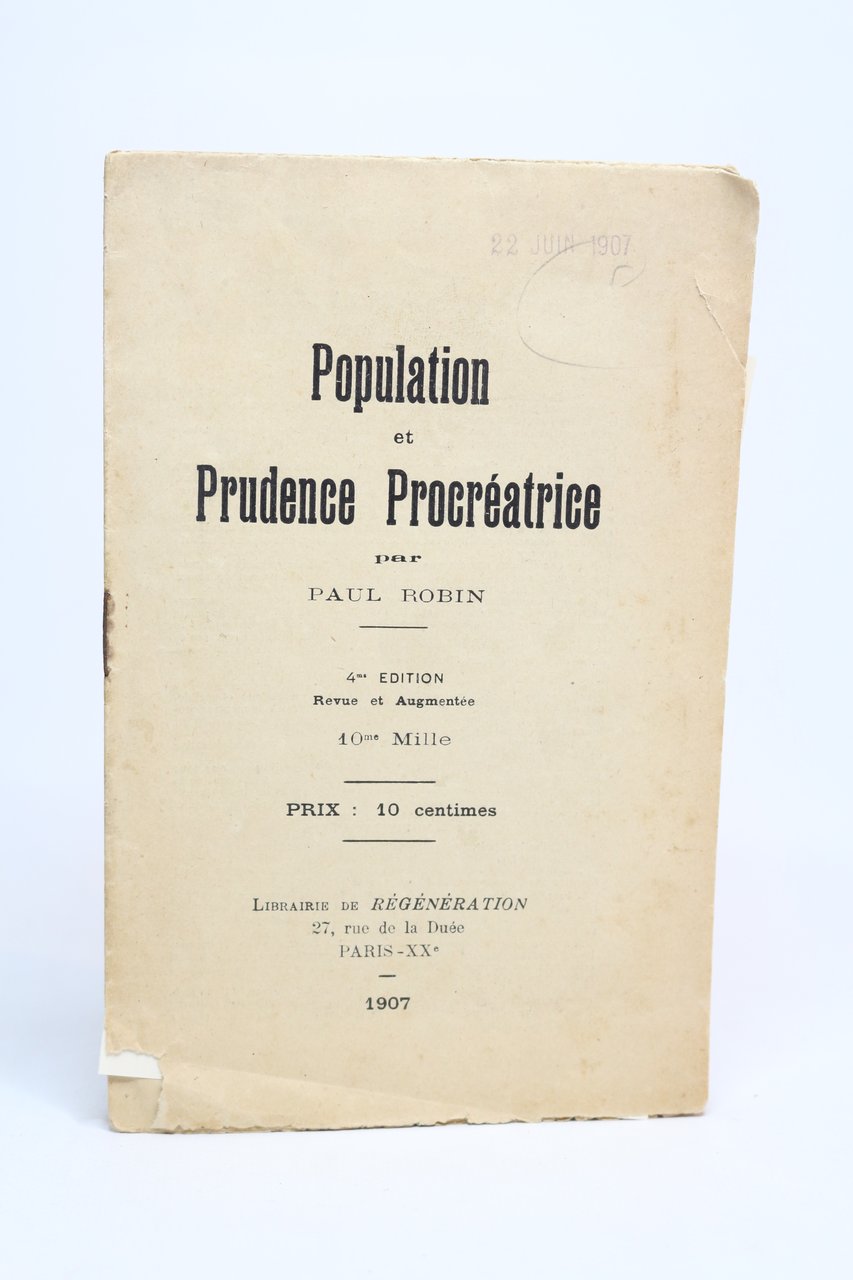 22 JUIN 1907
Population
et
Prudence Procréatrice
par
PAUL ROBIN
4me EDITION
Revue et Augmentée
10me Mille
PRIX : 10 centimes
LIBRAIRIE DE RÉGÉNÉRATION
27, rue de la Duée
PARIS-XXe
1907